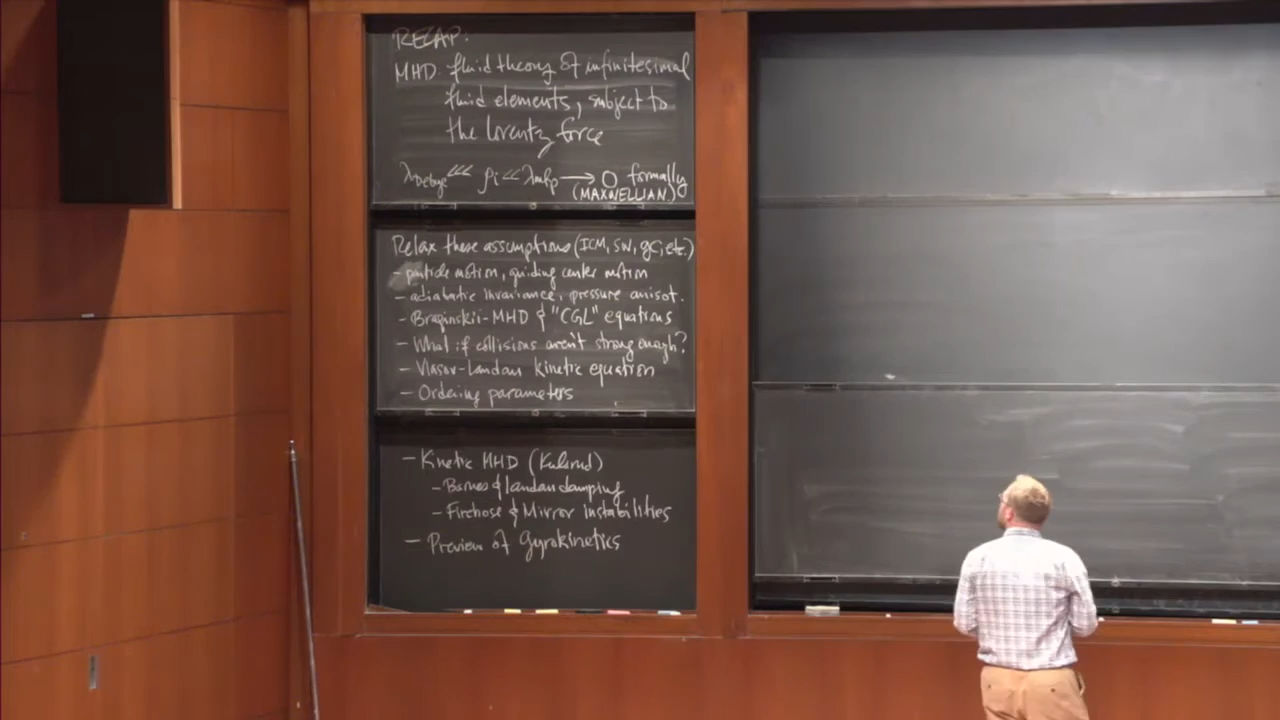 RECAP:
MHD: fluid theory of infinitesimal
fluid elements, subject to
the Lorentz force
λDebye <<< ρi << λmfp → 0 formally
(MAXWELLIAN)
Relax these assumptions (ICM, SW, GC, etc.)
- particle motion, guiding center motion
- adiabatic invariance, pressure anisot.
- Braginskii-MHD & "CGL" equations
- What if collisions aren't strong enough?
- Vlasov-Landau kinetic equation
- Ordering parameters
- Kinetic MHD (Kulsrud)
- Barnes & Landau damping
- Firehose & Mirror instabilities
- Preview of Gyrokinetics